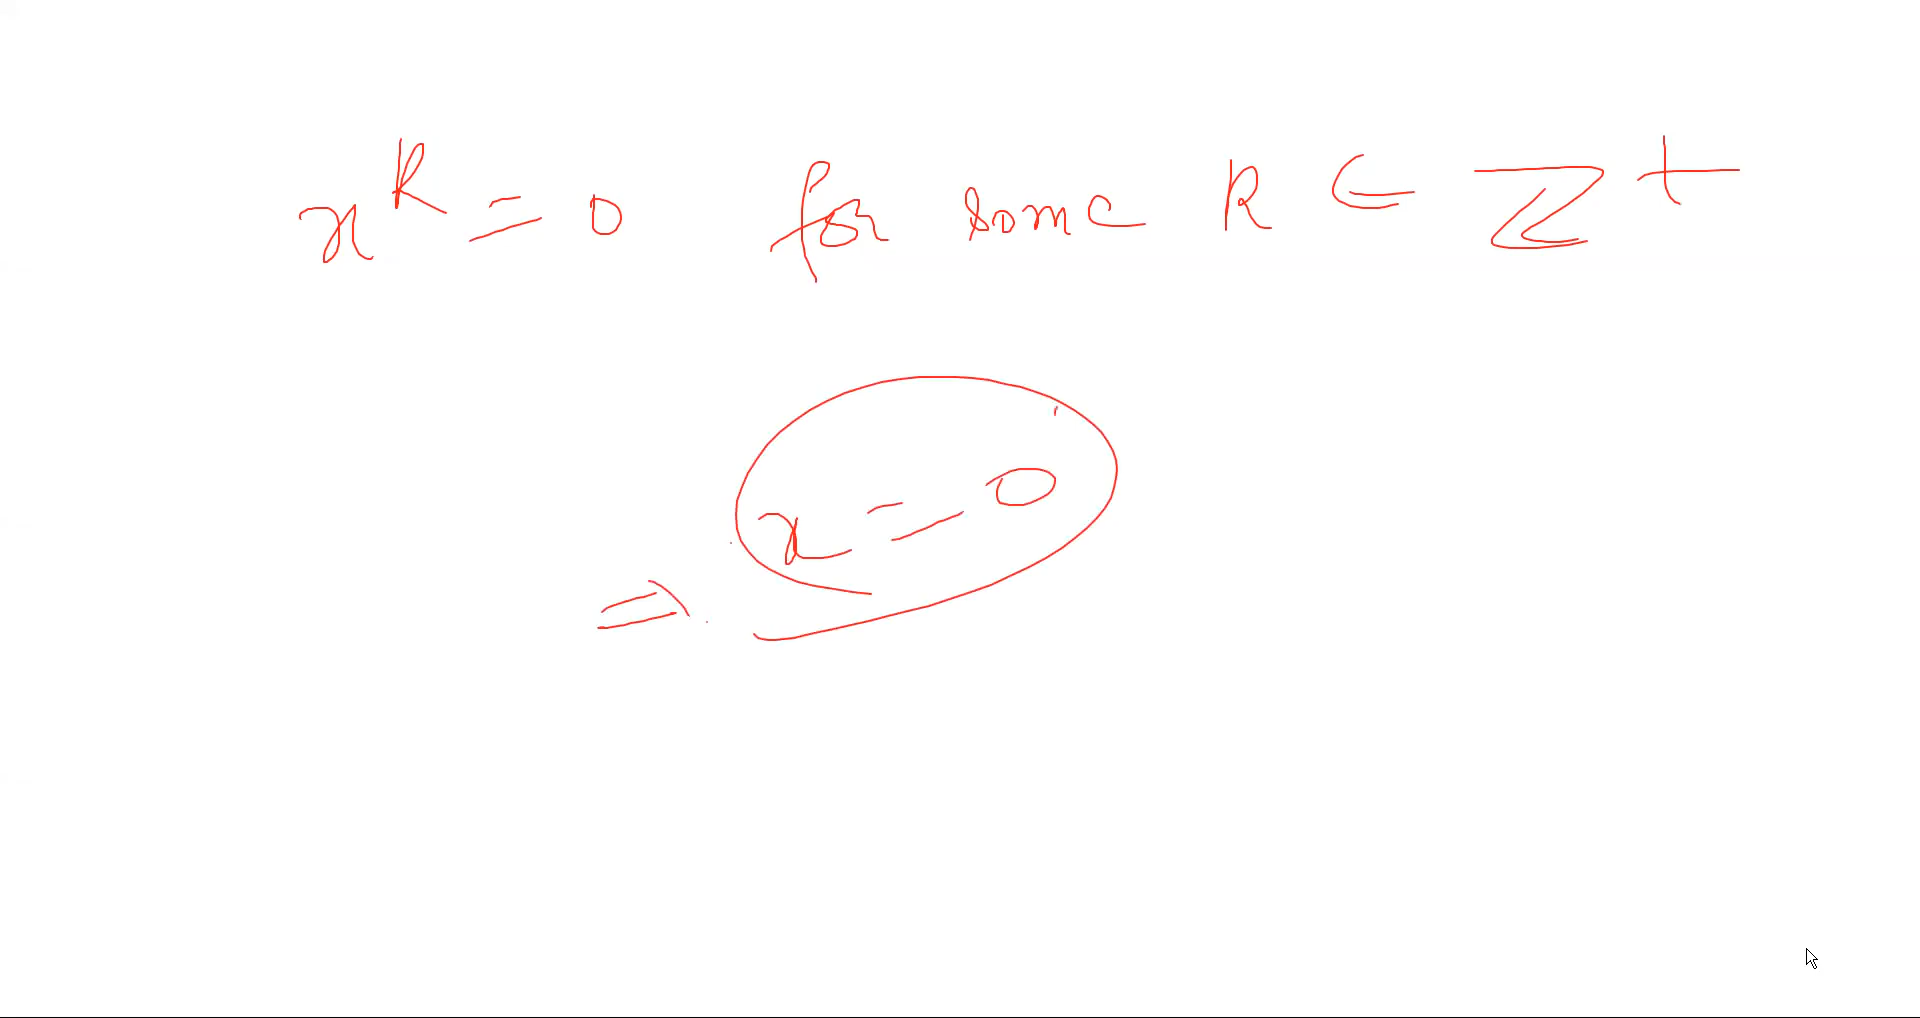 x^k = 0 for some k ∈ Z^+
⇒ x = 0